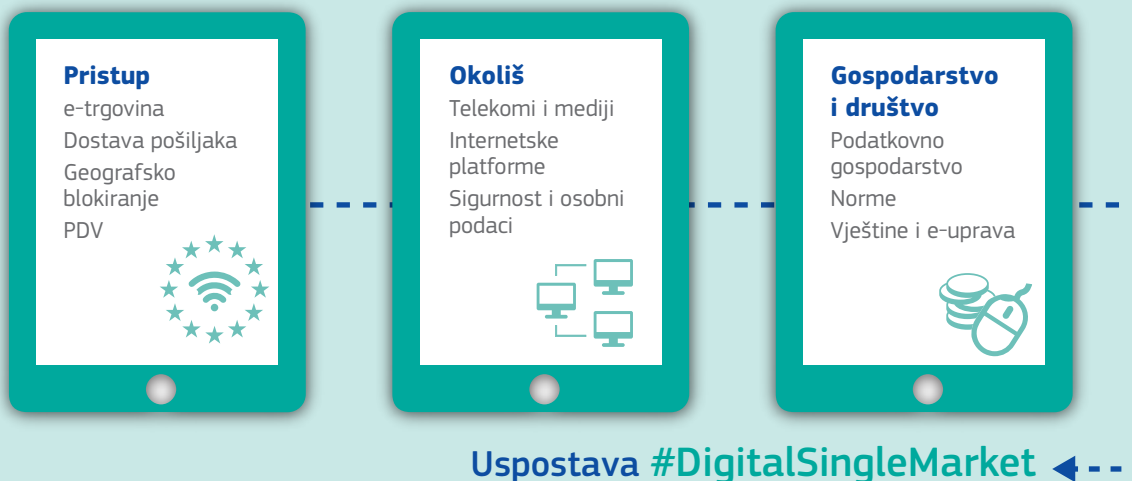 Pristup
e-trgovina
Dostava pošiljaka
Geografsko
blokiranje
PDV
Okoliš
Telekomi i mediji
Internetske
platforme
Sigurnost i osobni
podaci
Gospodarstvo
i društvo
Podatkovno
gospodarstvo
Norme
Vještine i e-uprava
Uspostava #DigitalSingleMarket